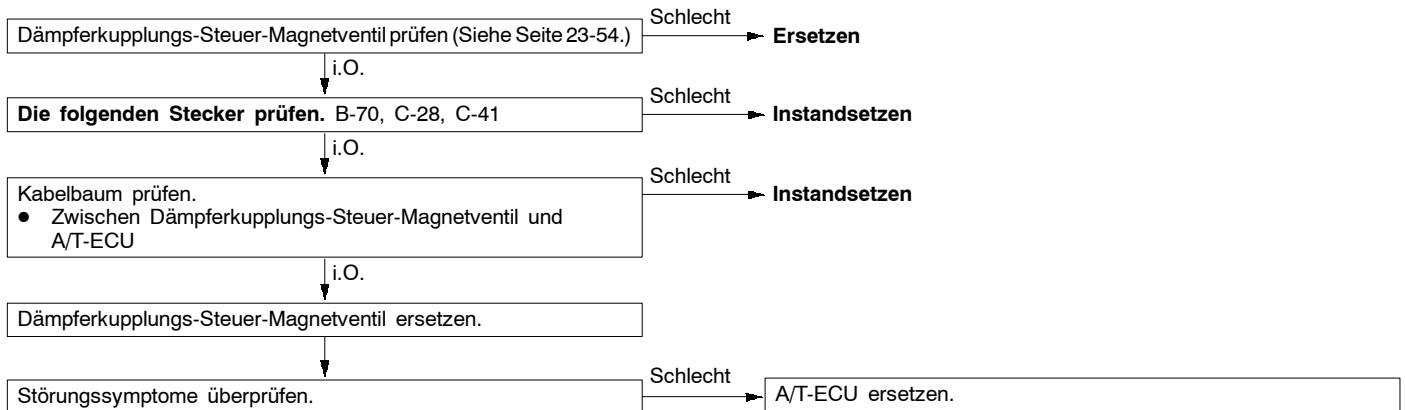 Schlecht
Dämpferkupplungs-Steuer-Magnetventil prüfen (Siehe Seite 23-54.)
Ersetzen
i.O.
Schlecht
Die folgenden Stecker prüfen. B-70, C-28, C-41
Instandsetzen
i.O.
Schlecht
Kabelbaum prüfen.
Instandsetzen
● Zwischen Dämpferkupplungs-Steuer-Magnetventil und
A/T-ECU
i.O.
Dämpferkupplungs-Steuer-Magnetventil ersetzen.
Schlecht
Störungssymptome überprüfen.
A/T-ECU ersetzen.